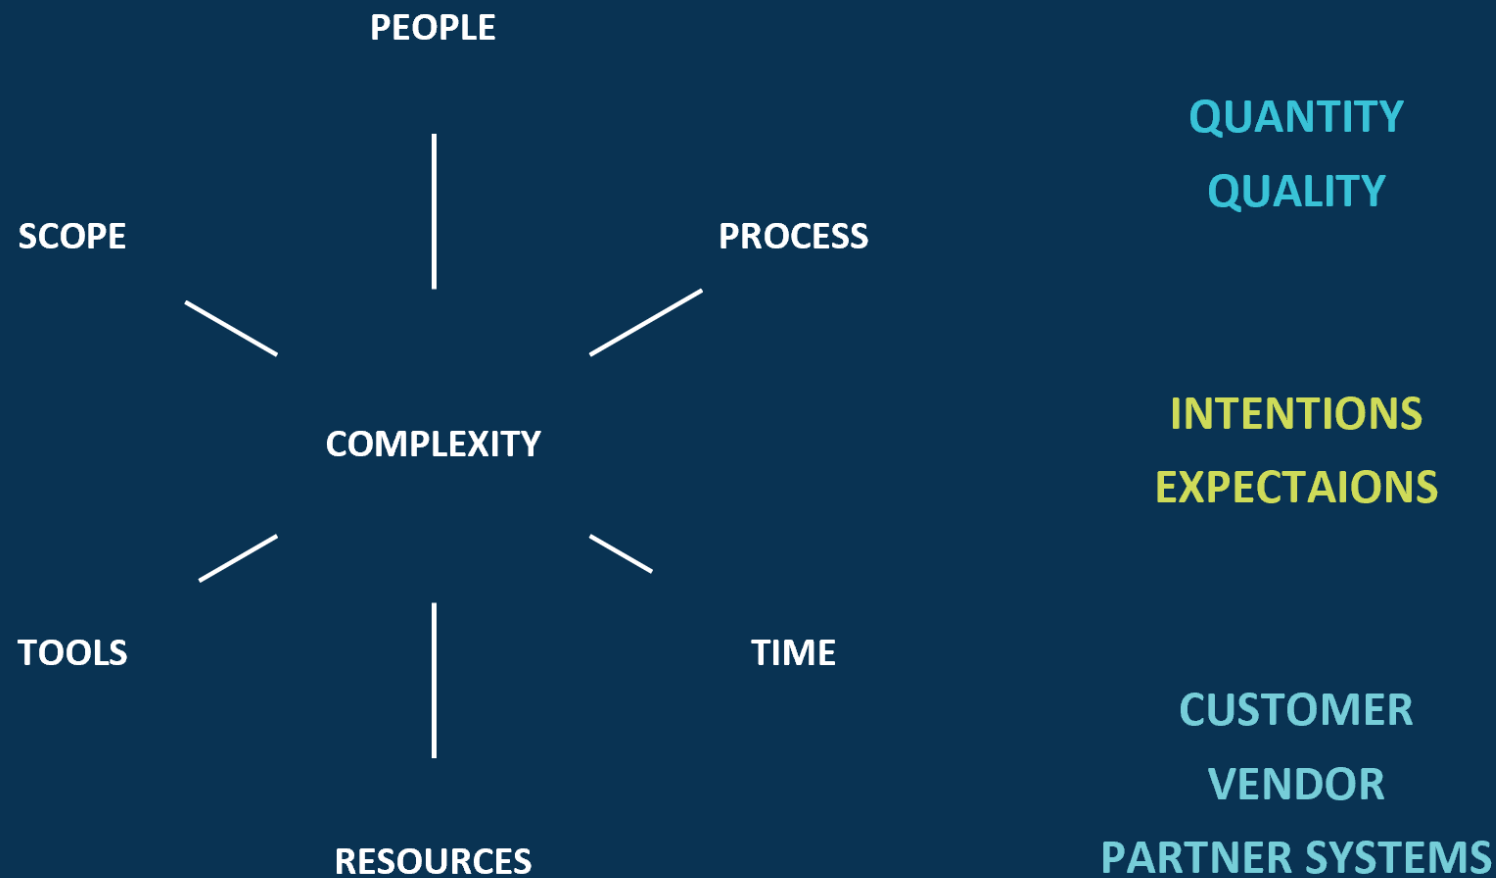 PEOPLE
SCOPE
PROCESS
COMPLEXITY
TOOLS
TIME
RESOURCES
QUANTITY
QUALITY
INTENTIONS
EXPECTAIONS
CUSTOMER
VENDOR
PARTNER SYSTEMS